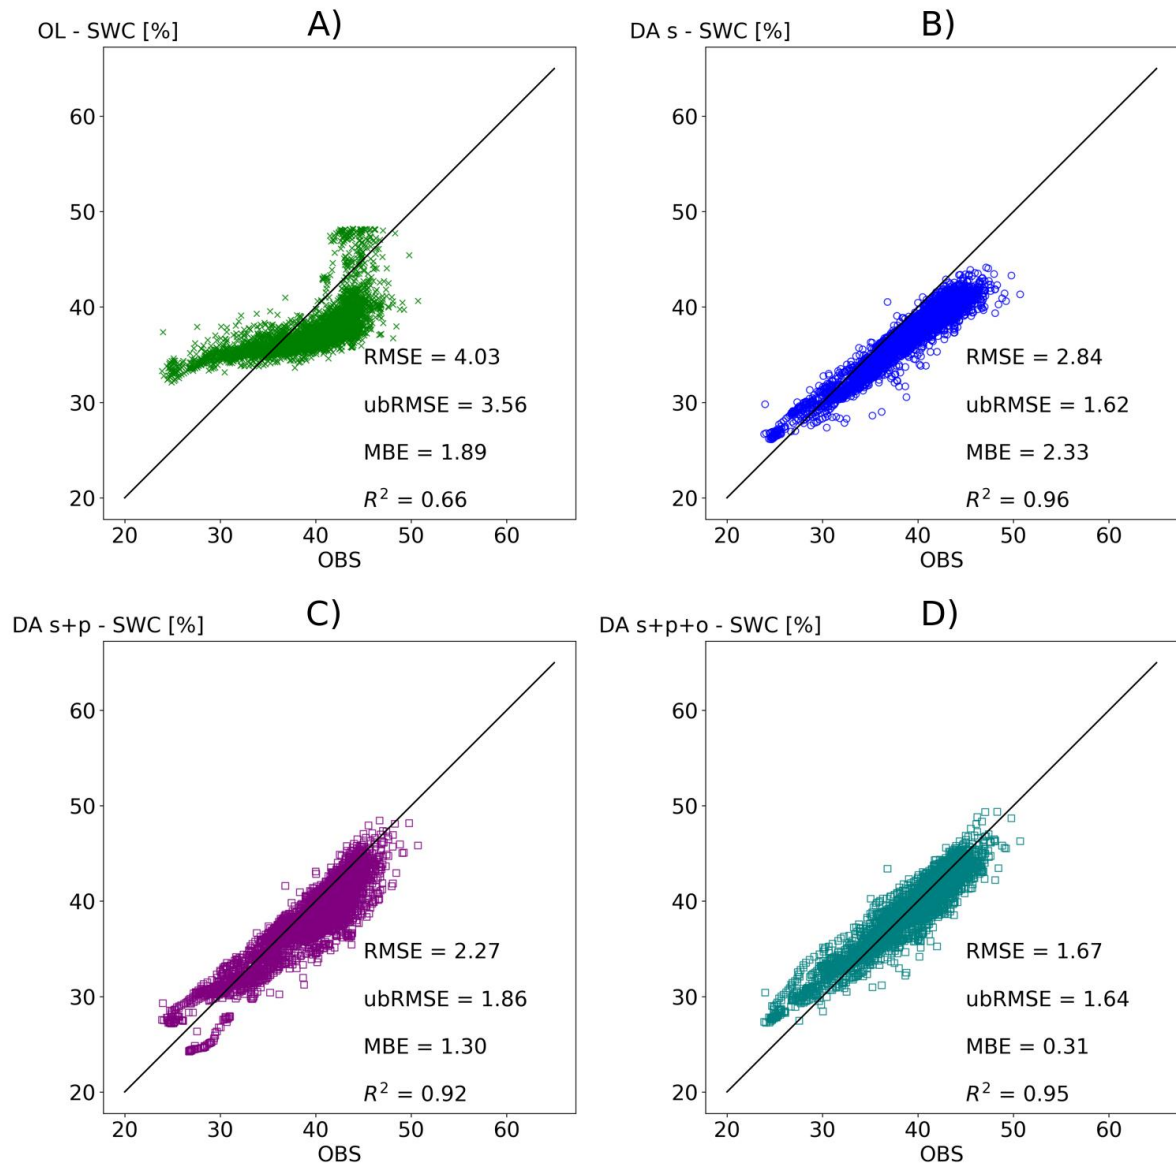 A)
OL - SWC [%]
60
50
40
30
20
RMSE = 4.03
ubRMSE = 3.56
MBE = 1.89
R² = 0.66
20 30 40 50 60
OBS
B)
DA s - SWC [%]
60
50
40
30
20
RMSE = 2.84
ubRMSE = 1.62
MBE = 2.33
R² = 0.96
20 30 40 50 60
OBS
C)
DA s+p - SWC [%]
60
50
40
30
20
RMSE = 2.27
ubRMSE = 1.86
MBE = 1.30
R² = 0.92
20 30 40 50 60
OBS
D)
DA s+p+o - SWC [%]
60
50
40
30
20
RMSE = 1.67
ubRMSE = 1.64
MBE = 0.31
R² = 0.95
20 30 40 50 60
OBS